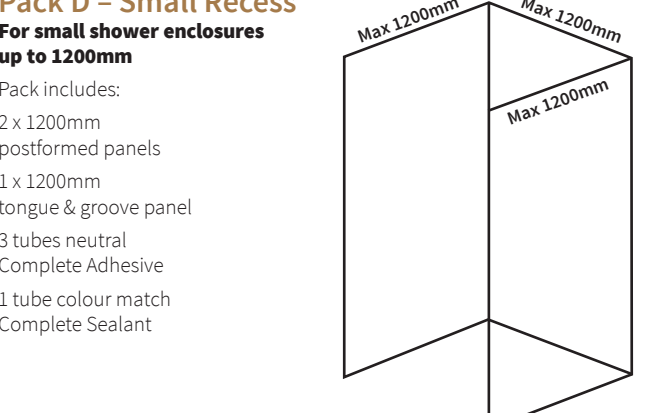 Pack D – Small Recess
For small shower enclosures
up to 1200mm
Pack includes:
2 x 1200mm
postformed panels
1 x 1200mm
tongue & groove panel
3 tubes neutral
Complete Adhesive
1 tube colour match
Complete Sealant
Max 1200mm
Max 1200mm
Max 1200mm